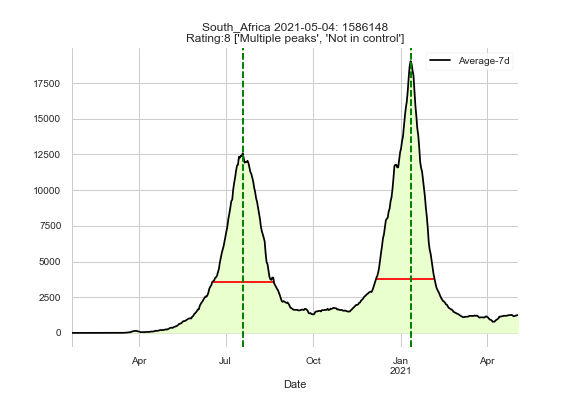 South_Africa 2021-05-04: 1586148
Rating:8 ['Multiple peaks', 'Not in control']
Average-7d
17500
15000
12500
10000
7500
5000
2500
0
Apr
Jul
Oct
Jan
2021
Apr
Date